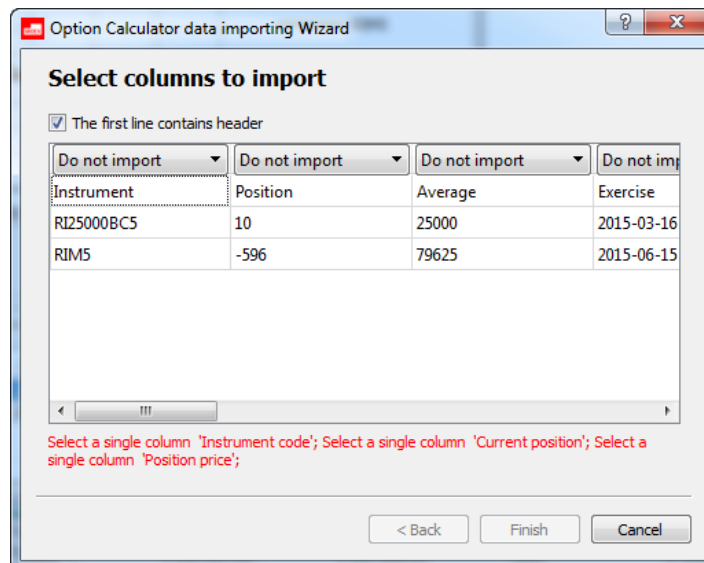 Option Calculator data importing Wizard
Select columns to import
The first line contains header
Do not import Do not import Do not import Do not imp
Instrument Position Average Exercise
RI25000BC5 10 25000 2015-03-16
RIM5 -596 79625 2015-06-15
Select a single column 'Instrument code'; Select a single column 'Current position'; Select a
single column 'Position price';
< Back Finish Cancel